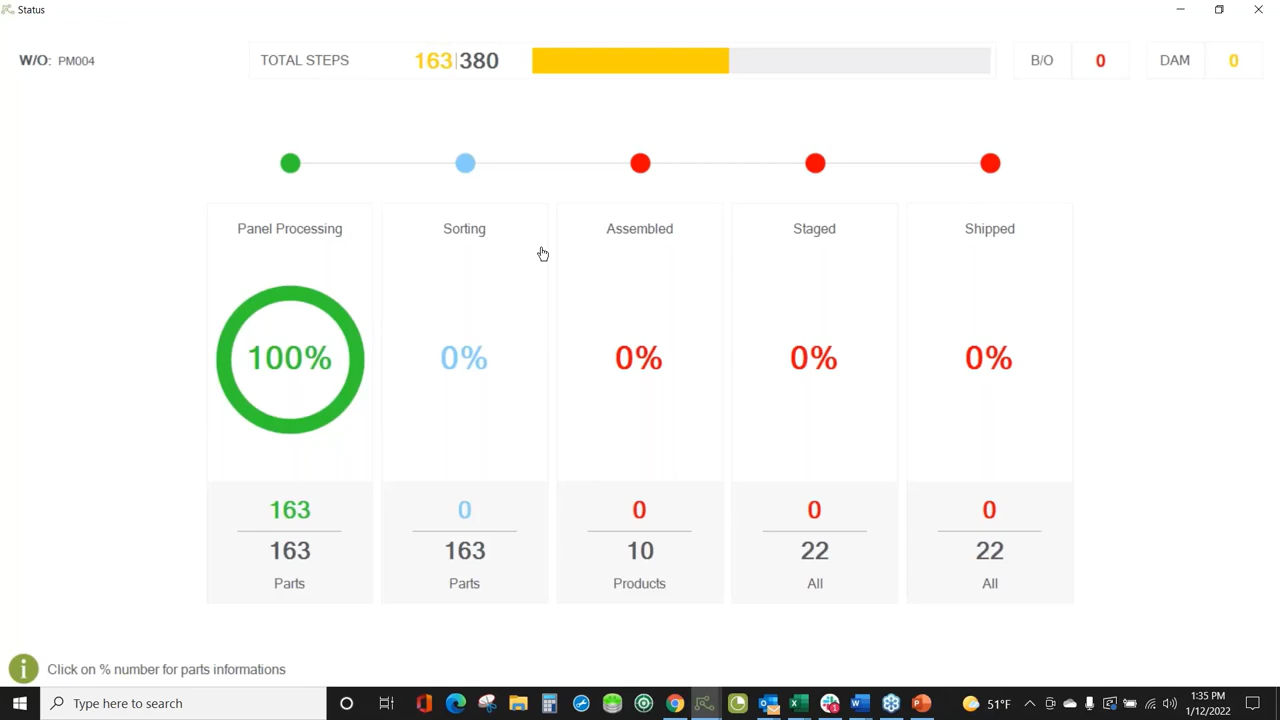 Status
W/O: PM004
TOTAL STEPS 163|380
B/O 0
DAM 0
Panel Processing
Sorting
Assembled
Staged
Shipped
100%
0%
0%
0%
0%
163
0
0
0
0
163
163
10
22
22
Parts
Parts
Products
All
All
i Click on % number for parts informations
Type here to search
51°F
1:35 PM
1/12/2022